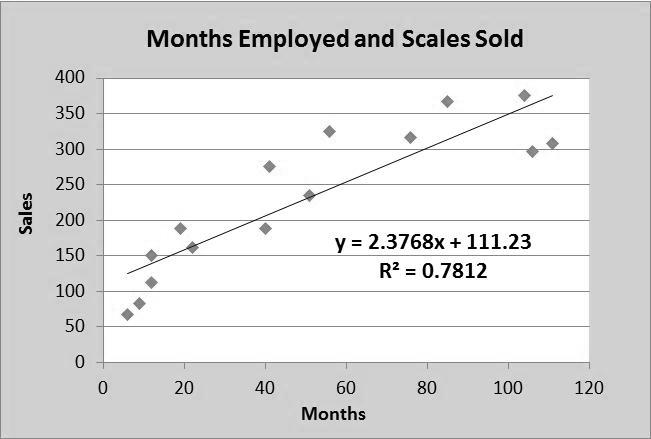 Months Employed and Scales Sold
400
350
300
250
200
150
100
50
0
Sales
y = 2.3768x + 111.23
R² = 0.7812
0 20 40 60 80 100 120
Months